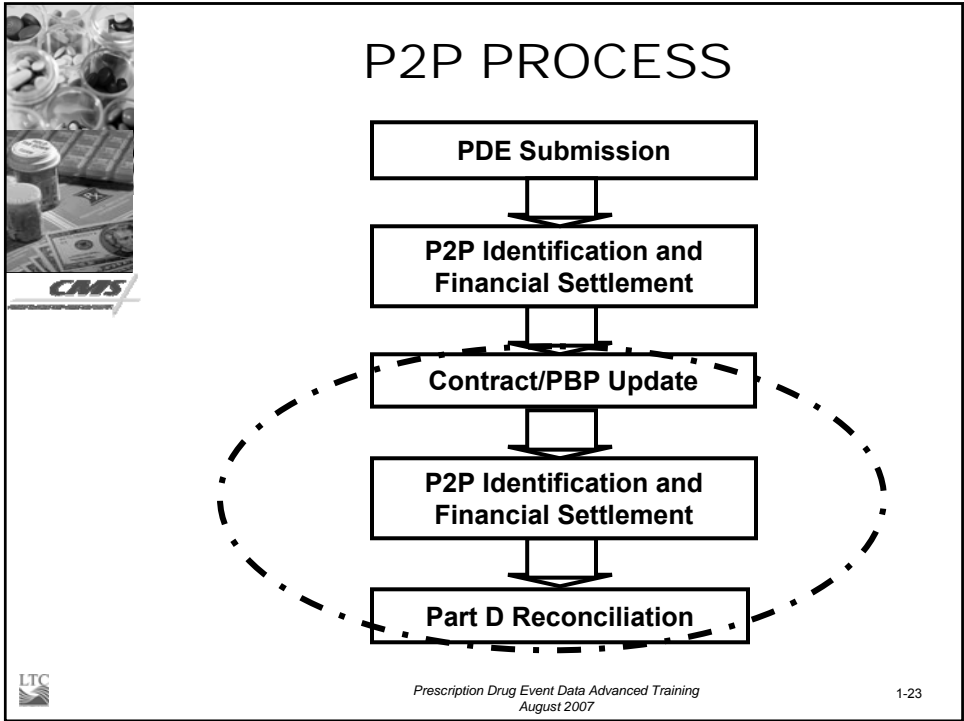 P2P PROCESS
PDE Submission
P2P Identification and
Financial Settlement
Contract/PBP Update
P2P Identification and
Financial Settlement
Part D Reconciliation
CMS
LTC
Prescription Drug Event Data Advanced Training
August 2007
1-23